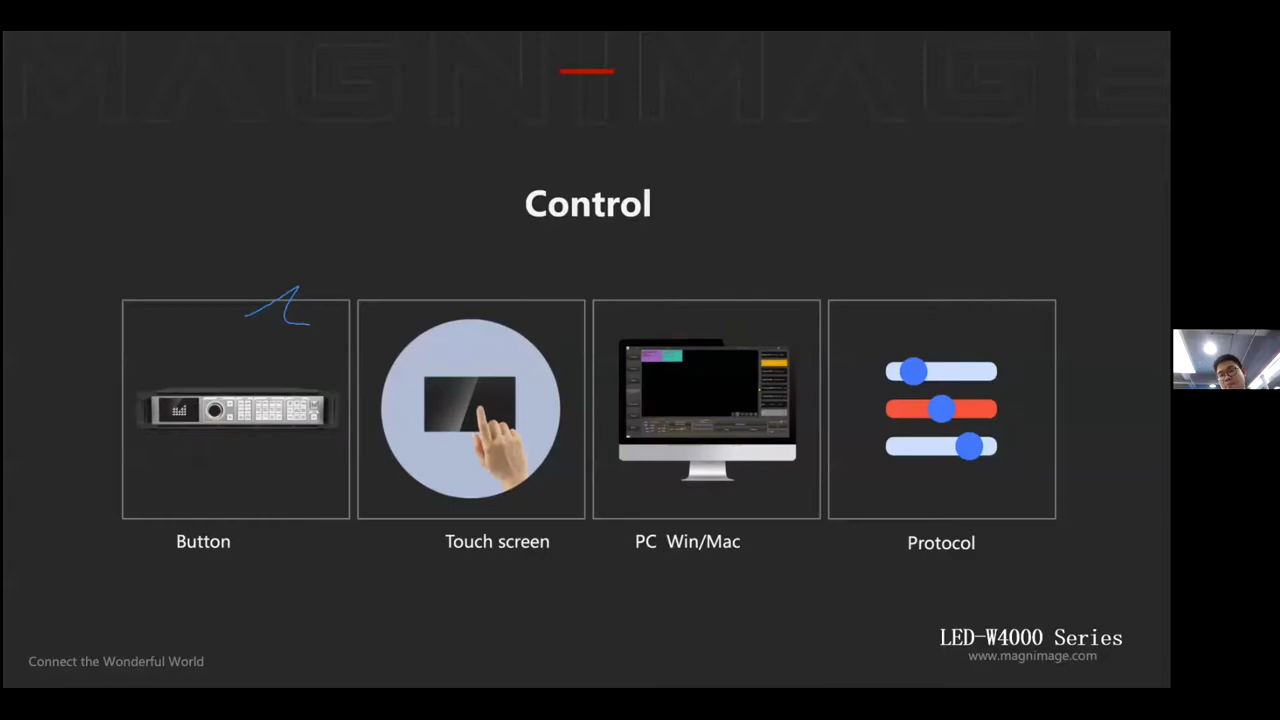 MAGNIMAGE
Control
Button
Touch screen
PC Win/Mac
Protocol
LED-W4000 Series
www.magnimage.com
Connect the Wonderful World